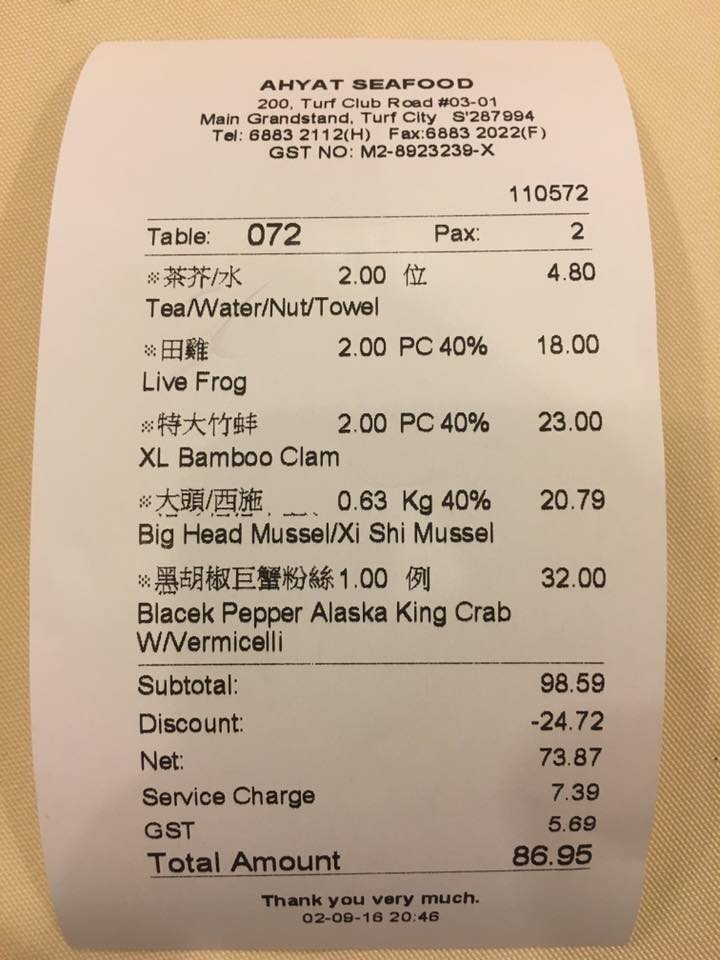 AHYAT SEAFOOD
200, Turf Club Road #03-01
Main Grandstand, Turf City S'287994
Tel: 6883 2112(H) Fax:6883 2022(F)
GST NO: M2-8923239-X
110572
Table: 072 Pax: 2
※茶芥/水 2.00 位 4.80
Tea/Water/Nut/Towel
※田雞 2.00 PC 40% 18.00
Live Frog
※特大竹蚌 2.00 PC 40% 23.00
XL Bamboo Clam
※大頭/西施 0.63 Kg 40% 20.79
Big Head Mussel/Xi Shi Mussel
※黑胡椒巨蟹粉絲 1.00 例 32.00
Blacek Pepper Alaska King Crab
W/Vermicelli
Subtotal: 98.59
Discount: -24.72
Net: 73.87
Service Charge 7.39
GST 5.69
Total Amount 86.95
Thank you very much.
02-09-16 20:46